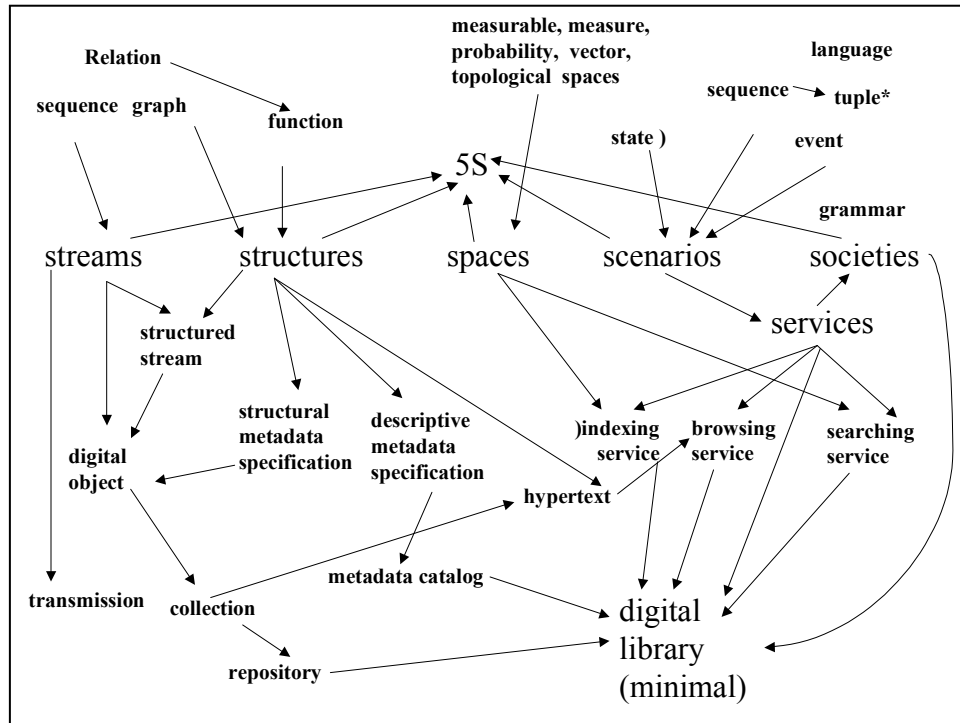 measurable, measure,
probability, vector,
topological spaces
language
Relation
sequence
tuple*
sequence graph
function
state )
event
5S
grammar
streams
structures
spaces
scenarios
societies
services
structured
stream
structural
metadata
specification
descriptive
metadata
specification
)indexing
service
browsing
service
searching
service
digital
object
hypertext
transmission
collection
metadata catalog
digital
library
(minimal)
repository